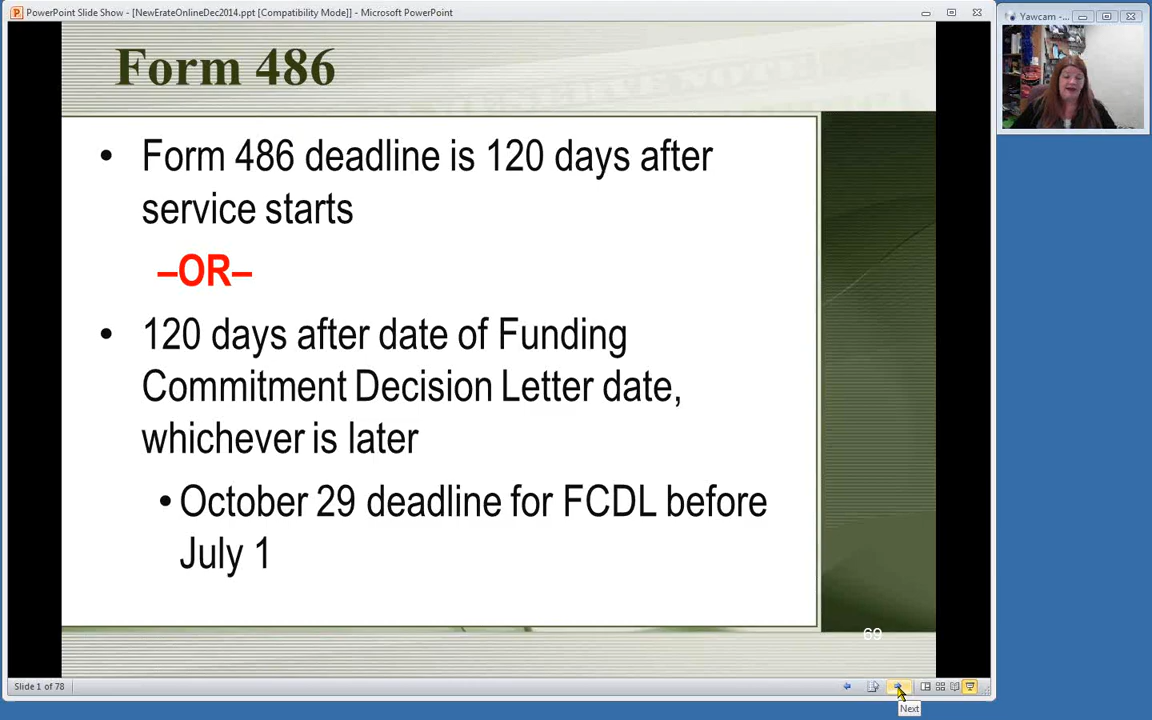 PowerPoint Slide Show - [NewErateOnlineDec2014.ppt [Compatibility Mode]] - Microsoft PowerPoint
Yawcam -...
Form 486
• Form 486 deadline is 120 days after
service starts
–OR–
• 120 days after date of Funding
Commitment Decision Letter date,
whichever is later
• October 29 deadline for FCDL before
July 1
69
Slide 1 of 78
Next